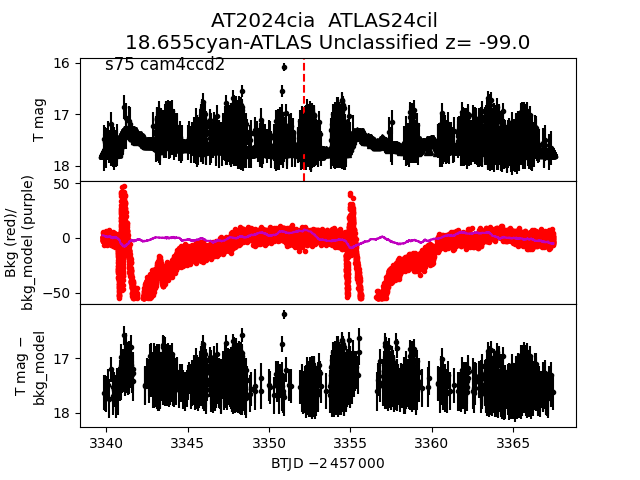 AT2024cia ATLAS24cil
18.655cyan-ATLAS Unclassified z= -99.0
s75 cam4ccd2
16
17
18
T mag
50
0
−50
Bkg (red)/
bkg_model (purple)
17
18
T mag −
bkg_model
3340 3345 3350 3355 3360 3365
BTJD −2 457 000